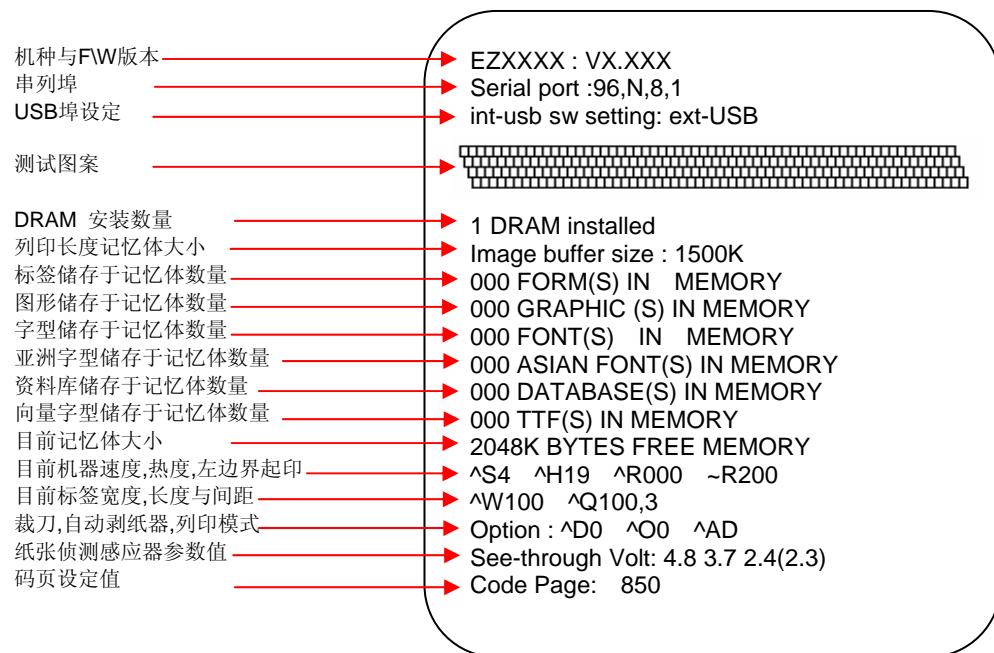 机种与F\W版本 EZXXXX : VX.XXX
串列埠 Serial port :96,N,8,1
USB埠设定 int-usb sw setting: ext-USB
测试图案
DRAM 安装数量 1 DRAM installed
列印长度记忆体大小 Image buffer size : 1500K
标签储存于记忆体数量 000 FORM(S) IN MEMORY
图形储存于记忆体数量 000 GRAPHIC (S) IN MEMORY
字型储存于记忆体数量 000 FONT(S) IN MEMORY
亚洲字型储存于记忆体数量 000 ASIAN FONT(S) IN MEMORY
资料库储存于记忆体数量 000 DATABASE(S) IN MEMORY
向量字型储存于记忆体数量 000 TTF(S) IN MEMORY
目前记忆体大小 2048K BYTES FREE MEMORY
目前机器速度,热度,左边界起印 ^S4 ^H19 ^R000 ~R200
目前标签宽度,长度与间距 ^W100 ^Q100,3
裁刀,自动剥纸器,列印模式 Option : ^D0 ^O0 ^AD
纸张侦测感应器参数值 See-through Volt: 4.8 3.7 2.4(2.3)
码页设定值 Code Page: 850